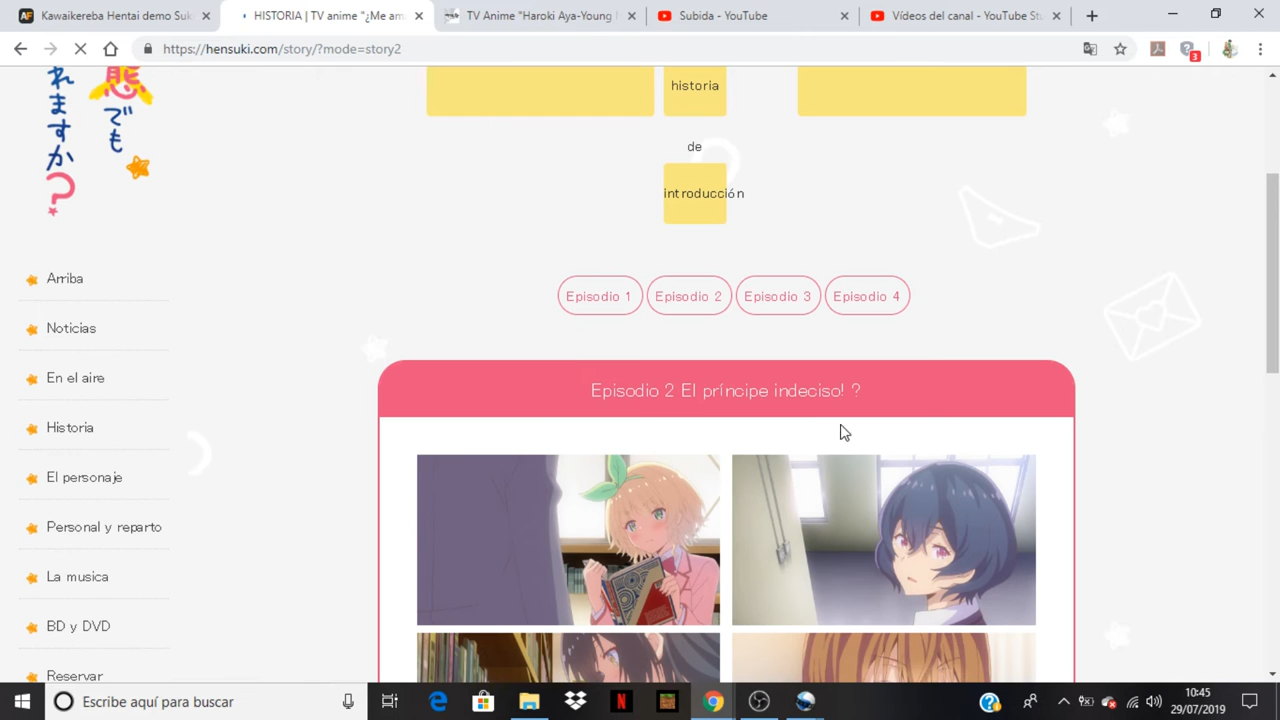 Kawaikereba Hentai demo Suk
HISTORIA | TV anime "¿Me am
TV Anime "Haroki Aya-Young M
Subida - YouTube
Vídeos del canal - YouTube Stu
https://hensuki.com/story/?mode=story2
3
態でも
れますか?
historia
de
introducción
Arriba
Noticias
En el aire
Historia
El personaje
Personal y reparto
La musica
BD y DVD
Reservar
Episodio 1
Episodio 2
Episodio 3
Episodio 4
Episodio 2 El príncipe indeciso! ?
Escribe aquí para buscar
10:45
29/07/2019